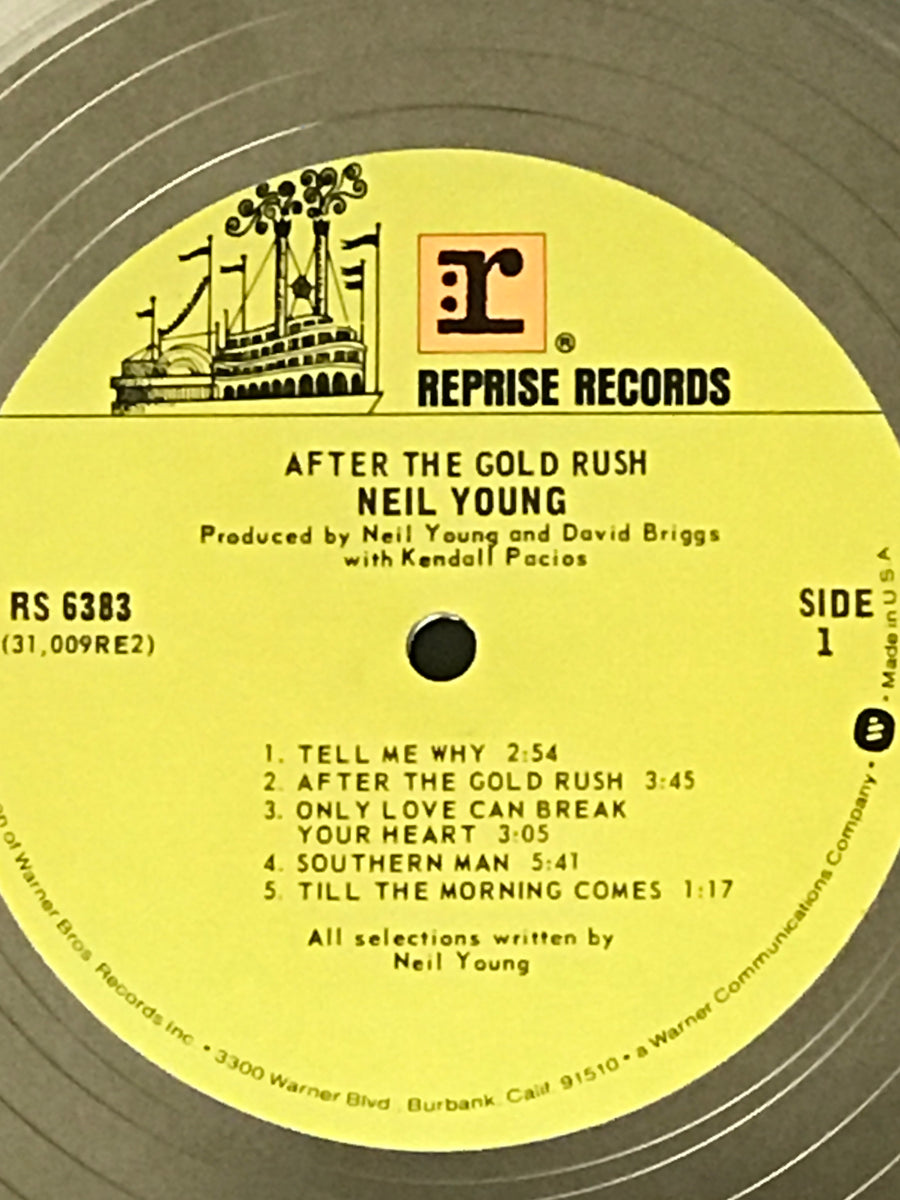 r
®
REPRISE RECORDS
AFTER THE GOLD RUSH
NEIL YOUNG
Produced by Neil Young and David Briggs
with Kendall Pacios
RS 6383
(31,009RE2)
SIDE
1
1. TELL ME WHY 2:54
2. AFTER THE GOLD RUSH 3:45
3. ONLY LOVE CAN BREAK
YOUR HEART 3:05
4. SOUTHERN MAN 5:41
5. TILL THE MORNING COMES 1:17
All selections written by
Neil Young
of Warner Bros. Records Inc. • 3300 Warner Blvd., Burbank, Calif. 91510 • a Warner Communications Company • • Made in U.S.A.